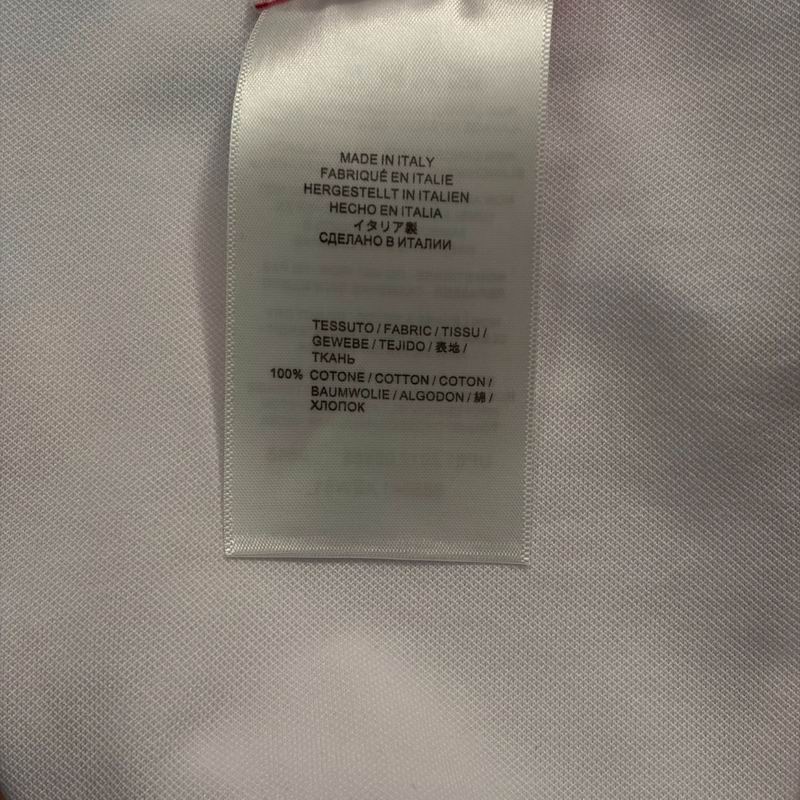 MADE IN ITALY
FABRIQUÉ EN ITALIE
HERGESTELLT IN ITALIEN
HECHO EN ITALIA
イタリア製
СДЕЛАНО В ИТАЛИИ
TESSUTO / FABRIC / TISSU /
GEWEBE / TEJIDO / 表地 /
ТКАНЬ
100% COTONE / COTTON / COTON /
BAUMWOLIE / ALGODON / 綿 /
ХЛОПОК